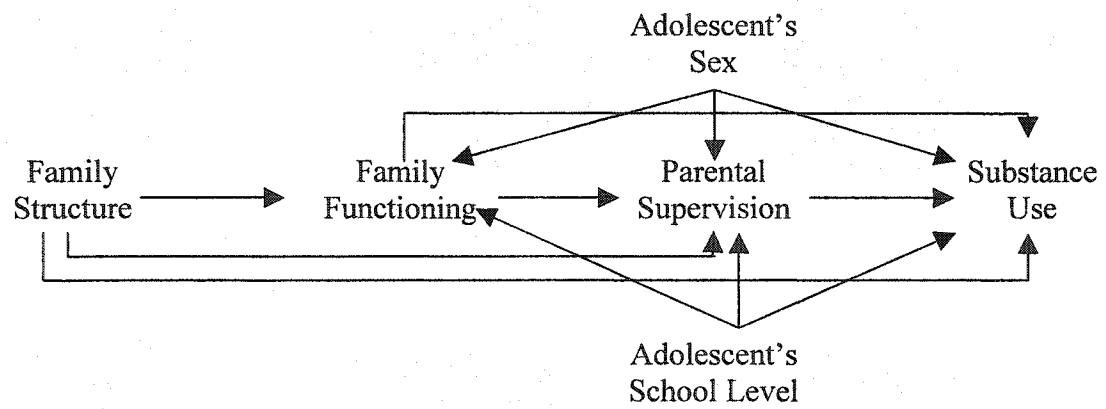 Adolescent's
Sex
Family
Structure
Family
Functioning
Parental
Supervision
Substance
Use
Adolescent's
School Level